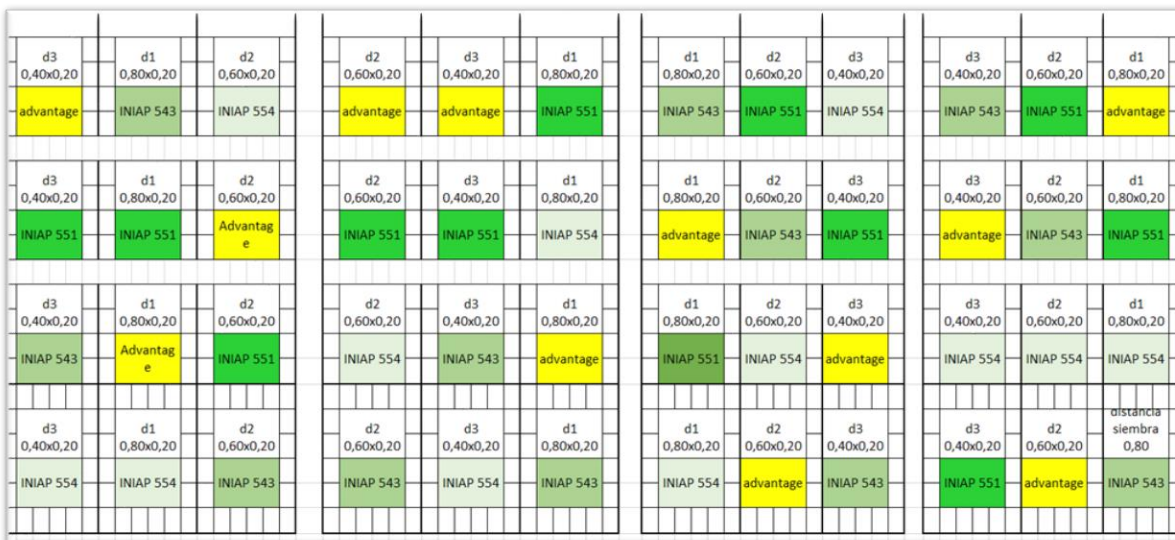 d3 d1 d2 d2 d3 d1 d1 d2 d3 d3 d2 d1
0,40x0,20 0,80x0,20 0,60x0,20 0,60x0,20 0,40x0,20 0,80x0,20 0,80x0,20 0,60x0,20 0,40x0,20 0,40x0,20 0,60x0,20 0,80x0,20
advantage INIAP 543 INIAP 554 advantage advantage INIAP 551 INIAP 543 INIAP 551 INIAP 554 INIAP 543 INIAP 551 advantage
d3 d1 d2 d2 d3 d1 d1 d2 d3 d3 d2 d1
0,40x0,20 0,80x0,20 0,60x0,20 0,60x0,20 0,40x0,20 0,80x0,20 0,80x0,20 0,60x0,20 0,40x0,20 0,40x0,20 0,60x0,20 0,80x0,20
INIAP 551 INIAP 551 Advantag
e INIAP 551 INIAP 551 INIAP 554 advantage INIAP 543 INIAP 551 advantage INIAP 543 INIAP 551
d3 d1 d2 d2 d3 d1 d1 d2 d3 d3 d2 d1
0,40x0,20 0,80x0,20 0,60x0,20 0,60x0,20 0,40x0,20 0,80x0,20 0,80x0,20 0,60x0,20 0,40x0,20 0,40x0,20 0,60x0,20 0,80x0,20
INIAP 543 Advantag
e INIAP 551 INIAP 554 INIAP 543 advantage INIAP 551 INIAP 554 advantage INIAP 554 INIAP 554 INIAP 554
distancia
d3 d1 d2 d2 d3 d1 d1 d2 d3 d3 d2 siembra
0,40x0,20 0,80x0,20 0,60x0,20 0,60x0,20 0,40x0,20 0,80x0,20 0,80x0,20 0,60x0,20 0,40x0,20 0,40x0,20 0,60x0,20 0,80
INIAP 554 INIAP 554 INIAP 543 INIAP 543 INIAP 554 INIAP 543 INIAP 554 advantage INIAP 543 INIAP 551 advantage INIAP 543